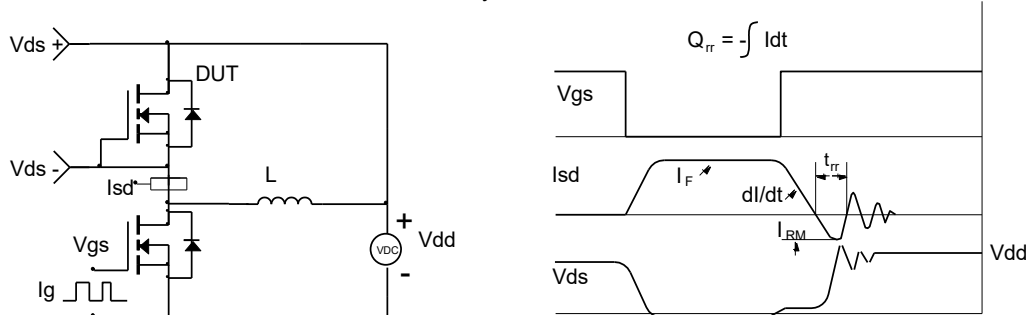 Vds +
DUT
Vds -
Isd
L
Vgs
+
VDC
Vdd
-
Ig
Qrr = -∫ Idt
Vgs
Isd
IF
dI/dt
trr
IRM
Vdd
Vds